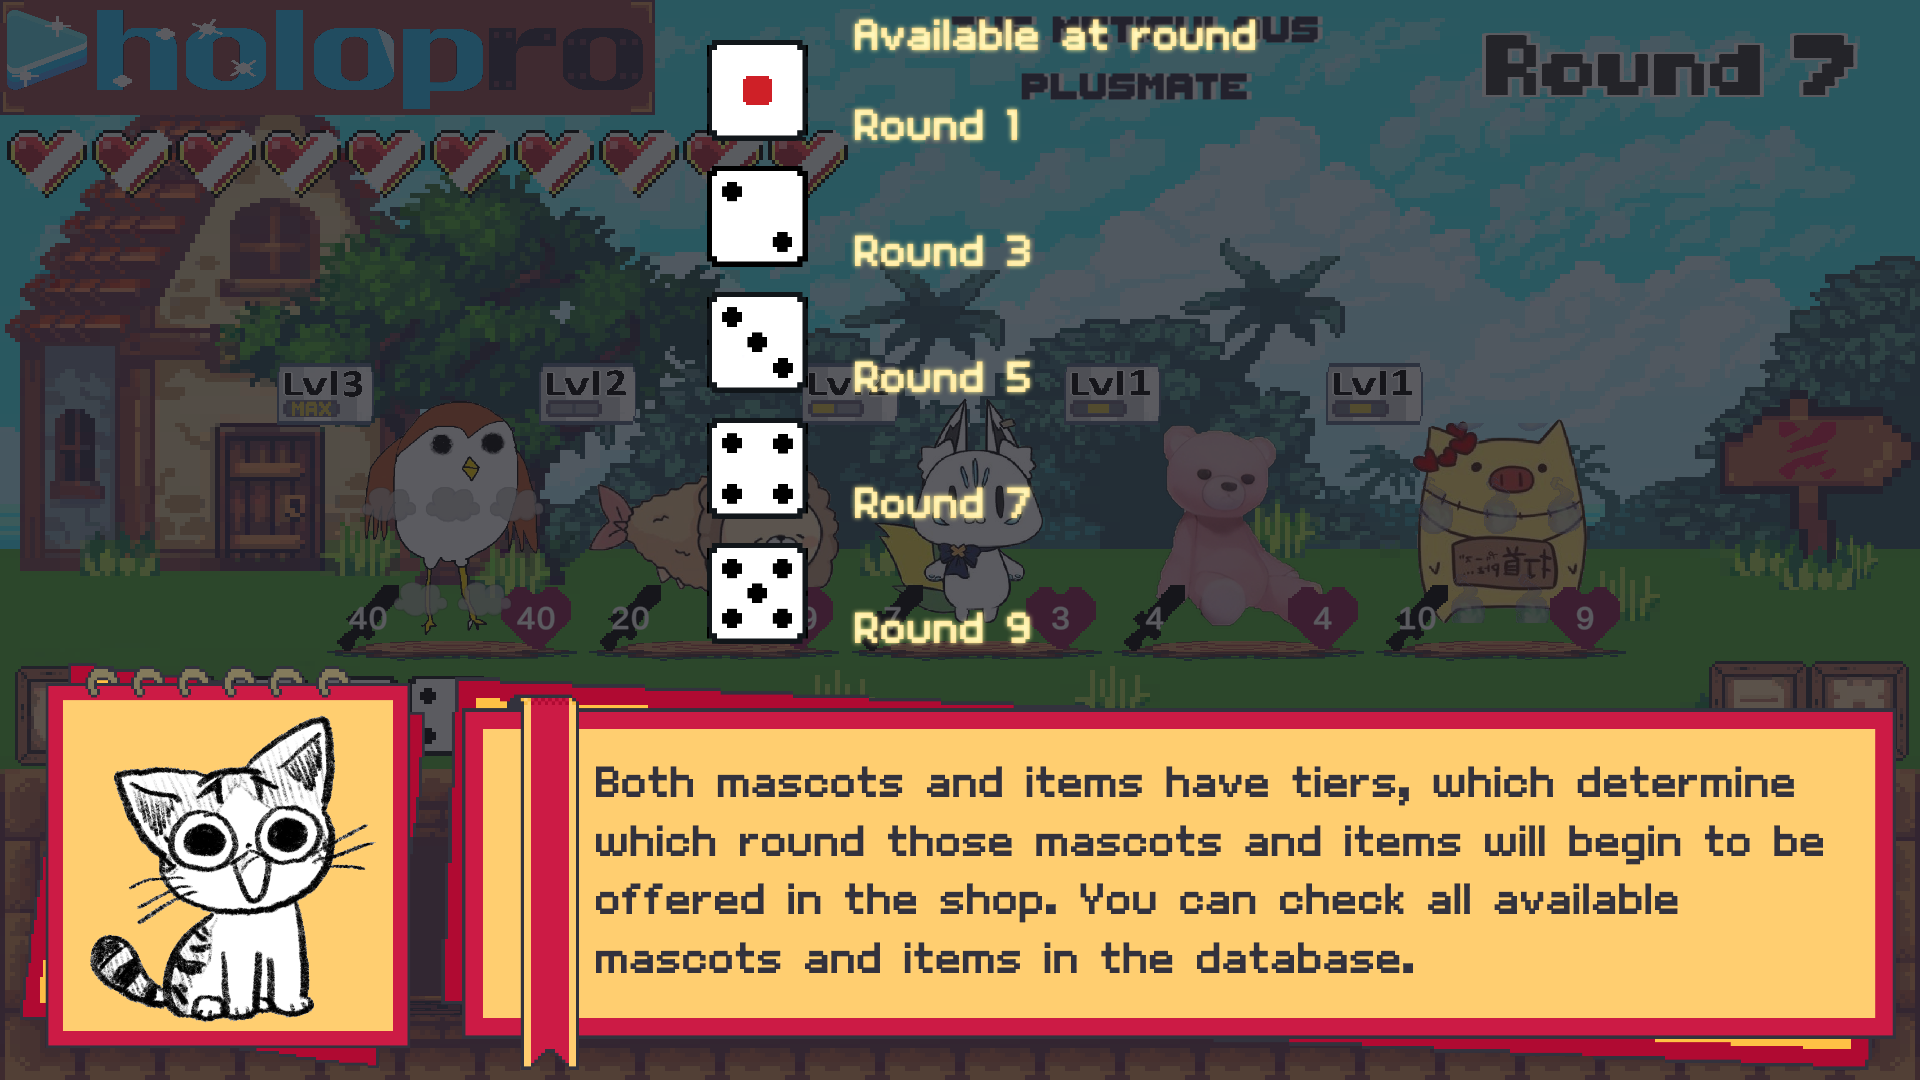 holopro
Available at round
PLUSMATE
Round 7
Round 1
Round 3
Round 5
Round 7
Round 9
Lvl3
MAX
Lvl2
Lvl1
Lvl1
40
40
20
9
7
3
4
4
10
9
Both mascots and items have tiers, which determine
which round those mascots and items will begin to be
offered in the shop. You can check all available
mascots and items in the database.